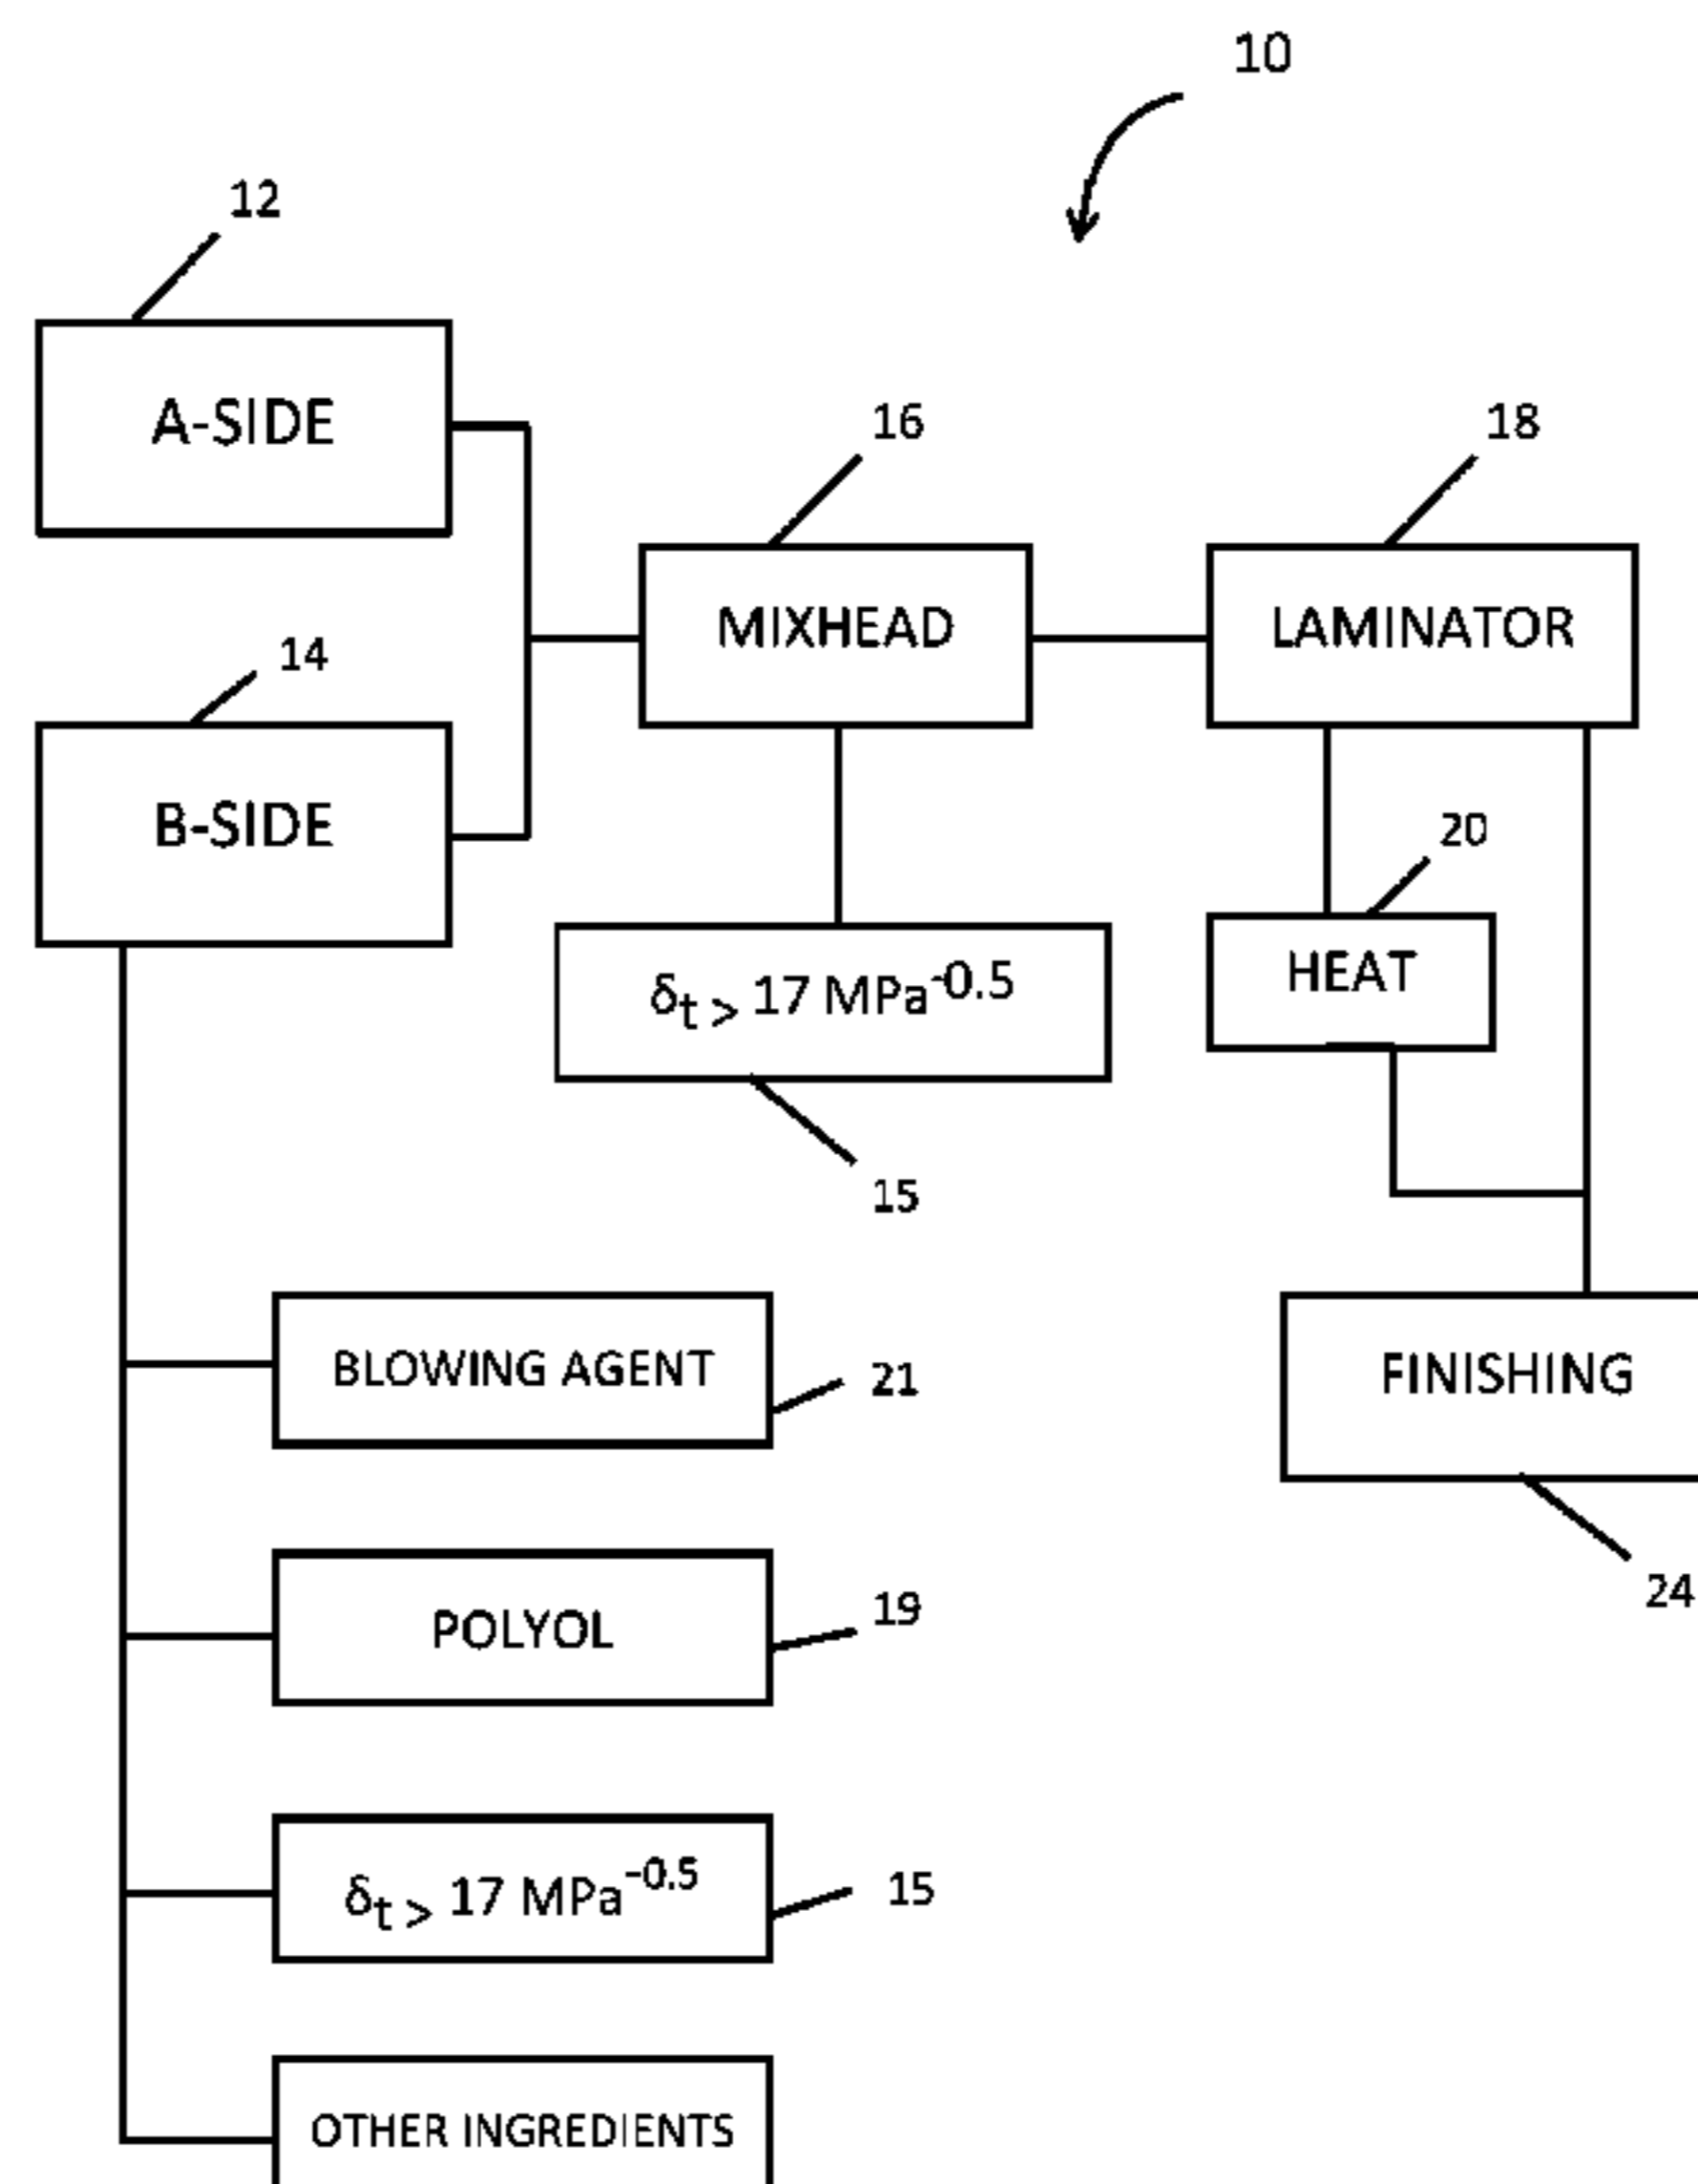 10
12
A-SIDE
16
18
MIXHEAD
LAMINATOR
14
B-SIDE
20
HEAT
δt > 17 MPa-0.5
15
BLOWING AGENT
21
FINISHING
24
POLYOL
19
δt > 17 MPa-0.5
15
OTHER INGREDIENTS